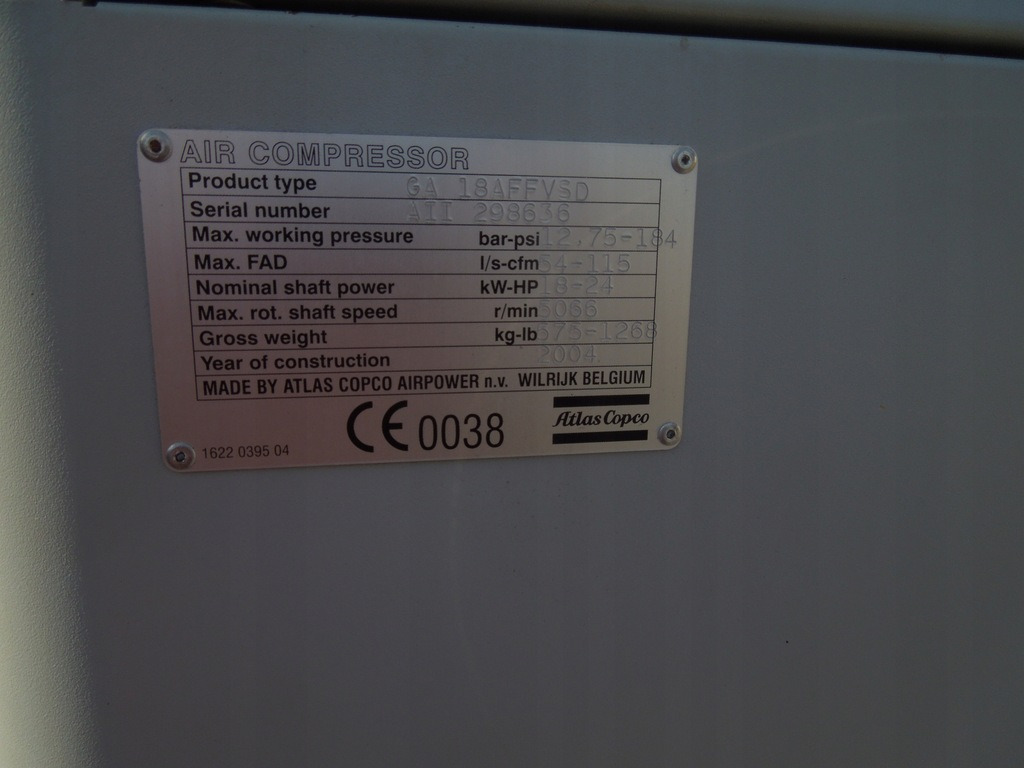 AIR COMPRESSOR
Product type GA 18AFFVSD
Serial number AII 298636
Max. working pressure bar-psi 12.75-184
Max. FAD l/s-cfm 54-115
Nominal shaft power kW-HP 18-24
Max. rot. shaft speed r/min 5066
Gross weight kg-lb 575-1268
Year of construction 2004
MADE BY ATLAS COPCO AIRPOWER n.v. WILRIJK BELGIUM
CE 0038
Atlas Copco
1622 0395 04